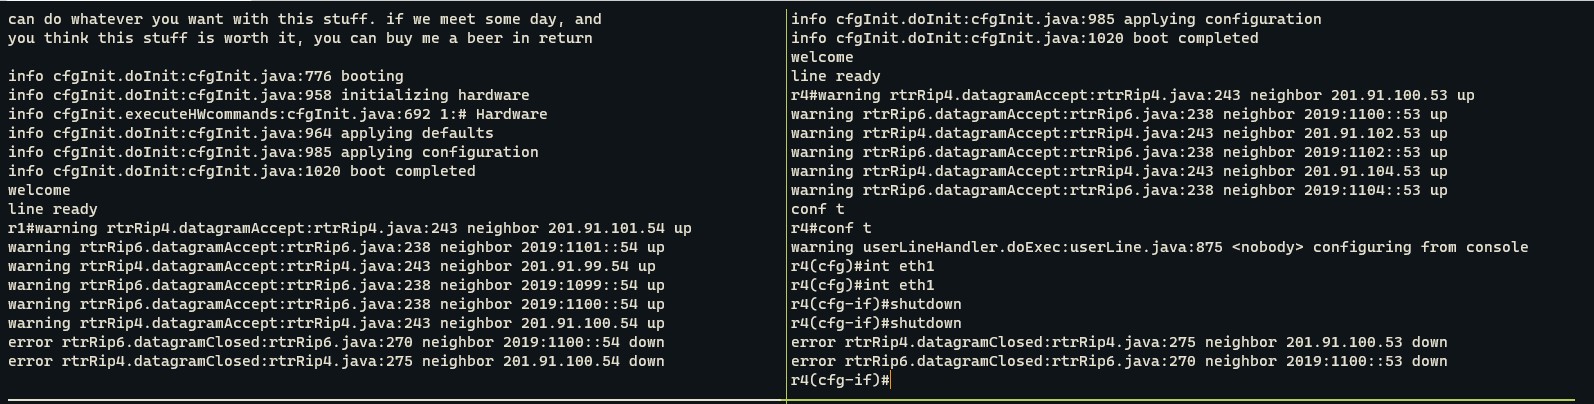 can do whatever you want with this stuff. if we meet some day, and
you think this stuff is worth it, you can buy me a beer in return
info cfgInit.doInit:cfgInit.java:776 booting
info cfgInit.doInit:cfgInit.java:958 initializing hardware
info cfgInit.executeHWcommands:cfgInit.java:692 1:# Hardware
info cfgInit.doInit:cfgInit.java:964 applying defaults
info cfgInit.doInit:cfgInit.java:985 applying configuration
info cfgInit.doInit:cfgInit.java:1020 boot completed
welcome
line ready
r1#warning rtrRip4.datagramAccept:rtrRip4.java:243 neighbor 201.91.101.54 up
warning rtrRip6.datagramAccept:rtrRip6.java:238 neighbor 2019:1101::54 up
warning rtrRip4.datagramAccept:rtrRip4.java:243 neighbor 201.91.99.54 up
warning rtrRip6.datagramAccept:rtrRip6.java:238 neighbor 2019:1099::54 up
warning rtrRip6.datagramAccept:rtrRip6.java:238 neighbor 2019:1100::54 up
warning rtrRip4.datagramAccept:rtrRip4.java:243 neighbor 201.91.100.54 up
error rtrRip6.datagramClosed:rtrRip6.java:270 neighbor 2019:1100::54 down
error rtrRip4.datagramClosed:rtrRip4.java:275 neighbor 201.91.100.54 down
info cfgInit.doInit:cfgInit.java:985 applying configuration
info cfgInit.doInit:cfgInit.java:1020 boot completed
welcome
line ready
r4#warning rtrRip4.datagramAccept:rtrRip4.java:243 neighbor 201.91.100.53 up
warning rtrRip6.datagramAccept:rtrRip6.java:238 neighbor 2019:1100::53 up
warning rtrRip4.datagramAccept:rtrRip4.java:243 neighbor 201.91.102.53 up
warning rtrRip6.datagramAccept:rtrRip6.java:238 neighbor 2019:1102::53 up
warning rtrRip4.datagramAccept:rtrRip4.java:243 neighbor 201.91.104.53 up
warning rtrRip6.datagramAccept:rtrRip6.java:238 neighbor 2019:1104::53 up
conf t
r4#conf t
warning userLineHandler.doExec:userLine.java:875 <nobody> configuring from console
r4(cfg)#int eth1
r4(cfg)#int eth1
r4(cfg-if)#shutdown
r4(cfg-if)#shutdown
error rtrRip4.datagramClosed:rtrRip4.java:275 neighbor 201.91.100.53 down
error rtrRip6.datagramClosed:rtrRip6.java:270 neighbor 2019:1100::53 down
r4(cfg-if)#